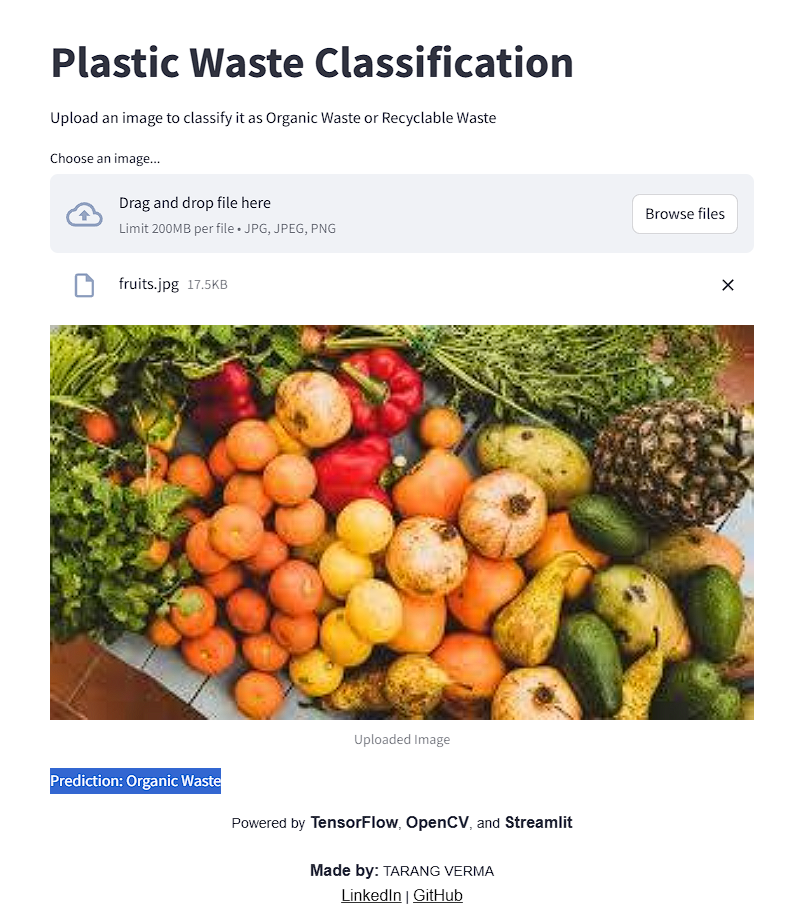 Plastic Waste Classification
Upload an image to classify it as Organic Waste or Recyclable Waste
Choose an image...
Drag and drop file here
Limit 200MB per file • JPG, JPEG, PNG
Browse files
fruits.jpg 17.5KB
Uploaded Image
Prediction: Organic Waste
Powered by TensorFlow, OpenCV, and Streamlit
Made by: TARANG VERMA
LinkedIn | GitHub